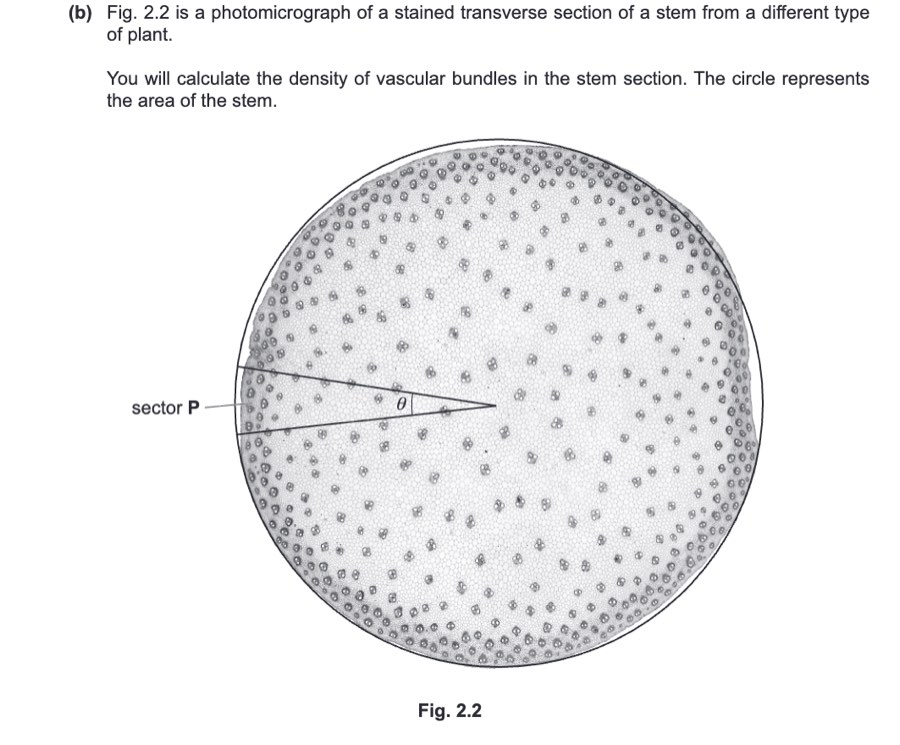 (b) Fig. 2.2 is a photomicrograph of a stained transverse section of a stem from a different type
of plant.
You will calculate the density of vascular bundles in the stem section. The circle represents
the area of the stem.
sector P
θ
Fig. 2.2